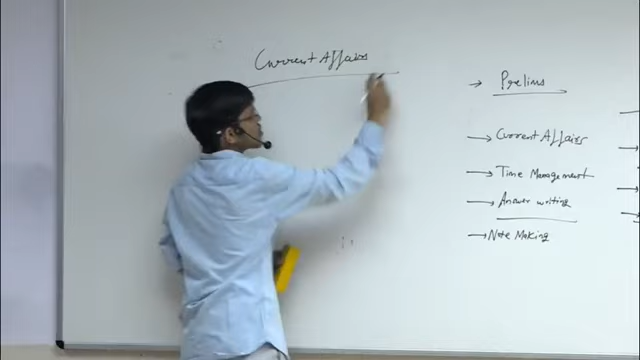 Current Affairs
→ Prelims
→ Current Affairs
→ Time Management
→ Answer writing
→ Note Making